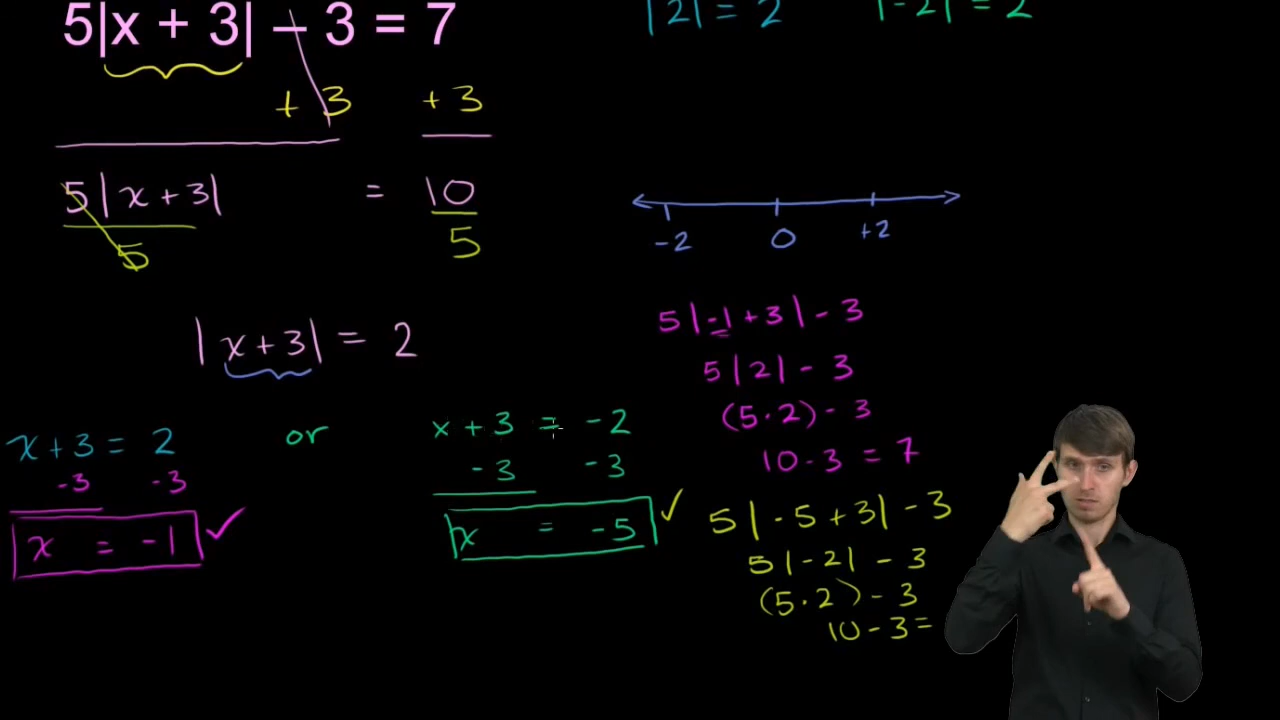 5|x + 3| - 3 = 7
|2| = 2
|-2| = 2
+ 3 + 3
5|x+3| = 10
5 5
|x+3| = 2
x+3 = 2 or x+3 = -2
-3 -3 -3 -3
x = -1 x = -5
-2 0 +2
5|-1+3|-3
5|2|-3
(5·2)-3
10-3 = 7
5|-5+3|-3
5|-2|-3
(5·2)-3
10-3=